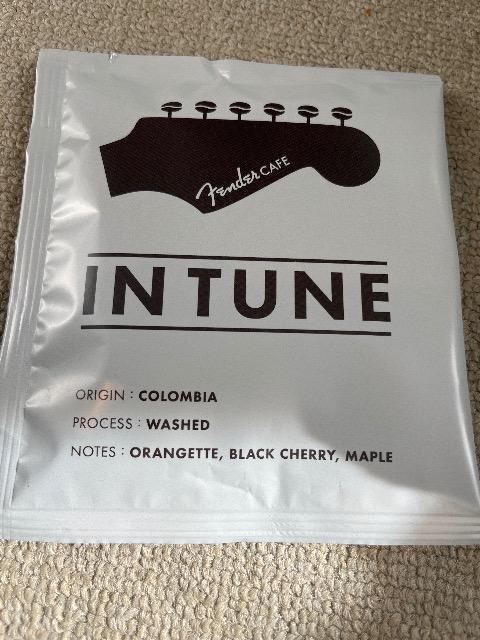 Fender CAFE
IN TUNE
ORIGIN : COLOMBIA
PROCESS : WASHED
NOTES : ORANGETTE, BLACK CHERRY, MAPLE